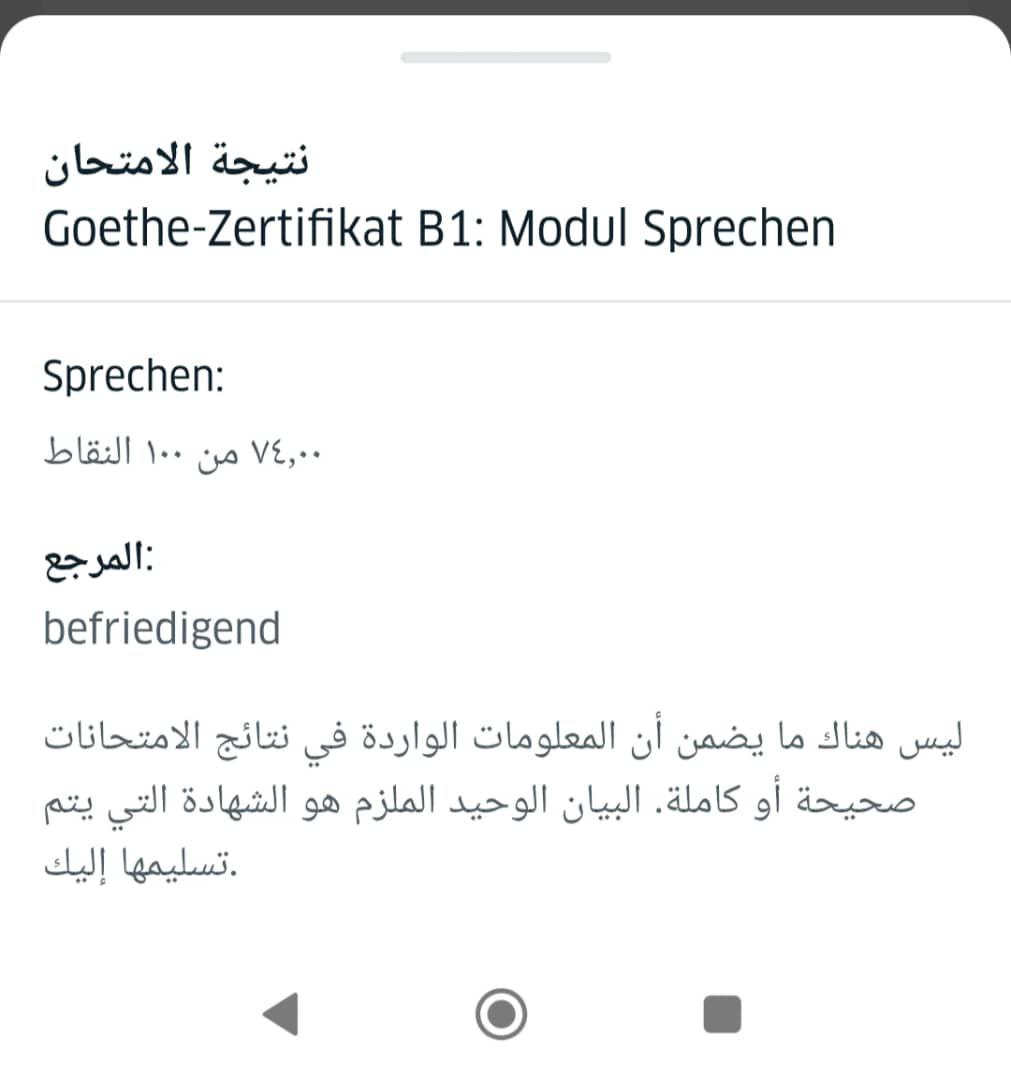 نتيجة الامتحان
Goethe-Zertifikat B1: Modul Sprechen
Sprechen:
٧٤,٠٠ من ١٠٠ النقاط
المرجع:
befriedigend
ليس هناك ما يضمن أن المعلومات الواردة في نتائج الامتحانات
صحيحة أو كاملة. البيان الوحيد الملزم هو الشهادة التي يتم
تسليمها إليك.